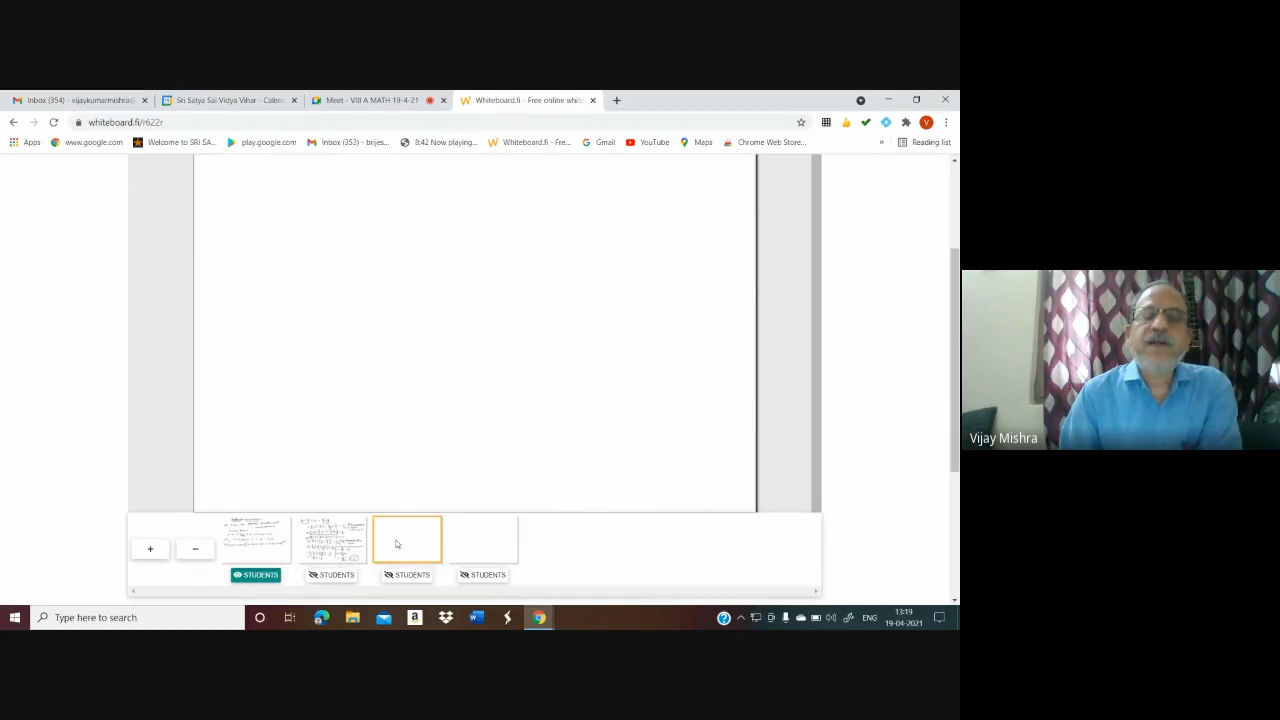 Inbox (354) - vijaykumarmishra@
Sri Satya Sai Vidya Vihar - Calen
Meet - VIII A MATH 19-4-21
Whiteboard.fi - Free online white
whiteboard.fi/r622r
Apps
www.google.com
Welcome to SRI SA...
play.google.com
Inbox (353) - brijes...
8:42 Now playing...
Whiteboard.fi - Fre...
Gmail
YouTube
Maps
Chrome Web Store...
»
Reading list
V
Vijay Mishra
+
−
STUDENTS
STUDENTS
STUDENTS
STUDENTS
Type here to search
ENG
13:19
19-04-2021